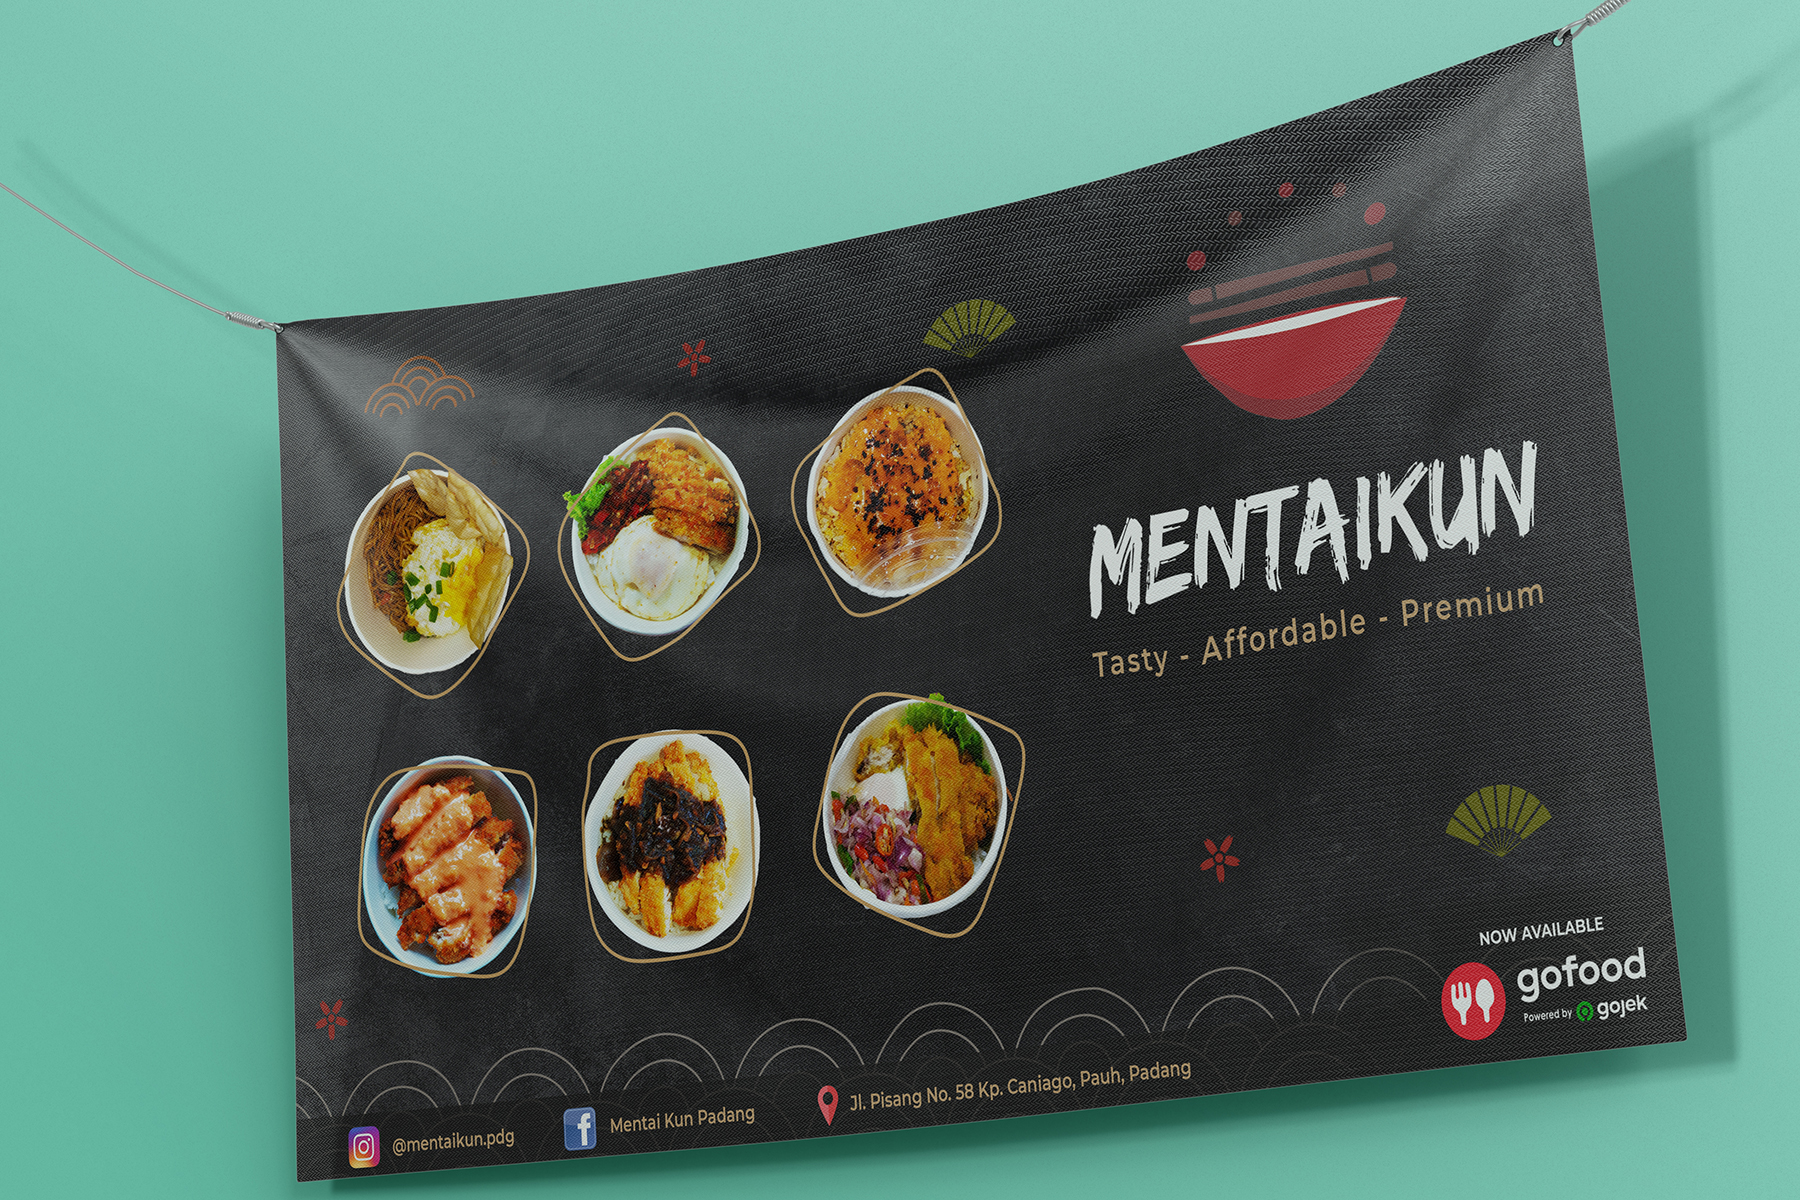 MENTAIKUN
Tasty - Affordable - Premium
NOW AVAILABLE
gofood
Powered by gojek
@mentaikun.pdg
Mentai Kun Padang
Jl. Pisang No. 58 Kp. Caniago, Pauh, Padang